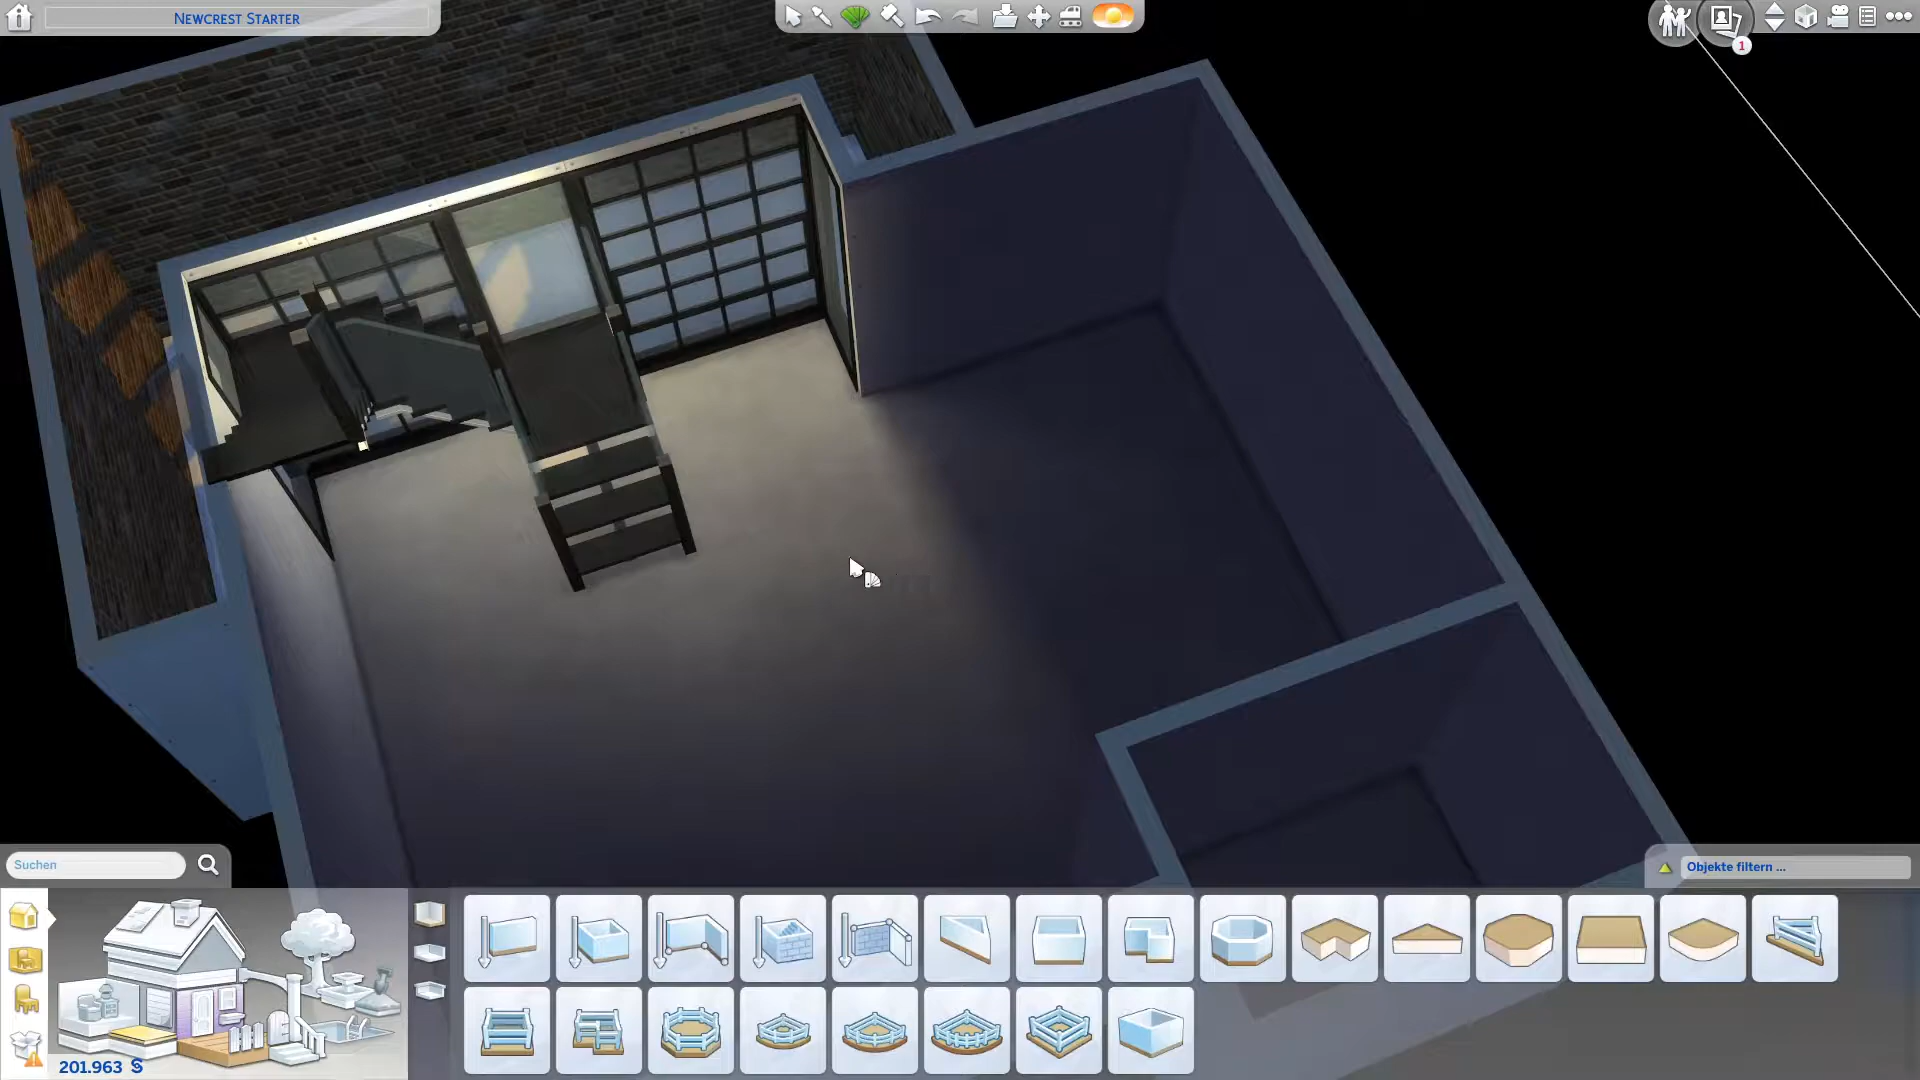 NEWCREST STARTER
1
Suchen
Objekte filtern ...
201.963 §